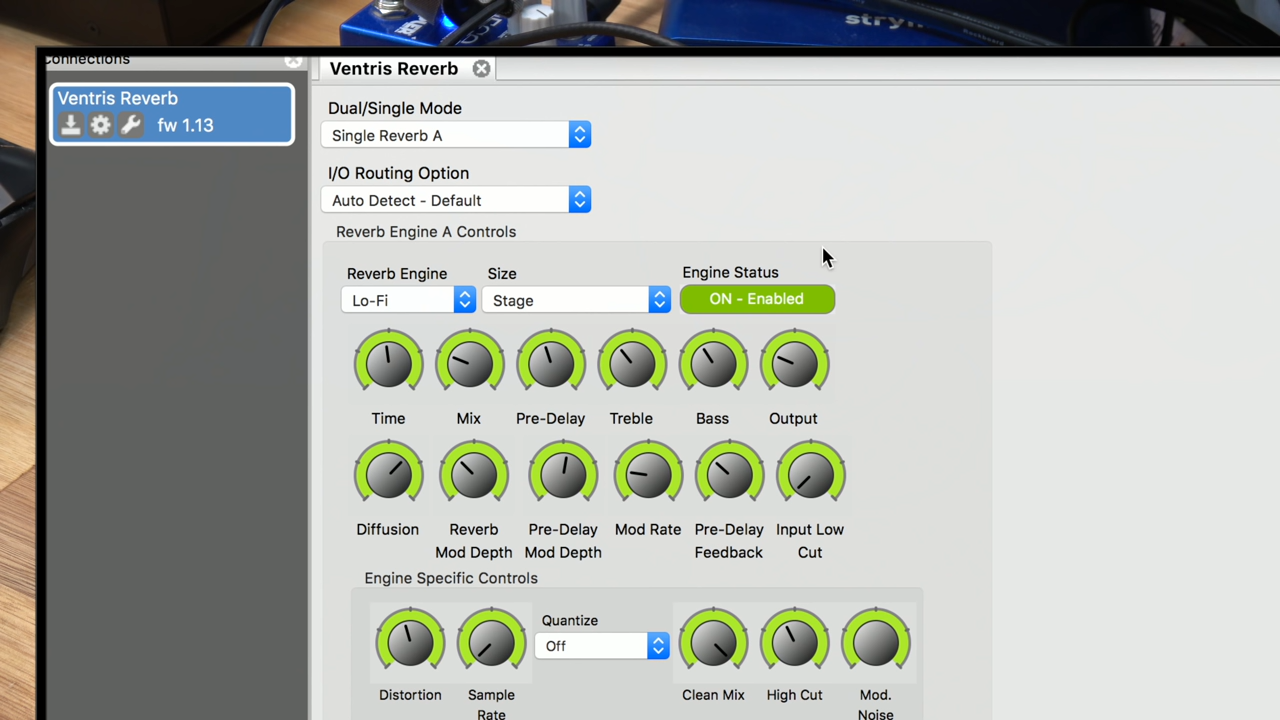 strym
Connections
Ventris Reverb
fw 1.13
Ventris Reverb
Dual/Single Mode
Single Reverb A
I/O Routing Option
Auto Detect - Default
Reverb Engine A Controls
Reverb Engine
Size
Engine Status
Lo-Fi
Stage
ON - Enabled
Time
Mix
Pre-Delay
Treble
Bass
Output
Diffusion
Reverb
Mod Depth
Pre-Delay
Mod Depth
Mod Rate
Pre-Delay
Feedback
Input Low
Cut
Engine Specific Controls
Quantize
Off
Distortion
Sample
Rate
Clean Mix
High Cut
Mod.
Noise